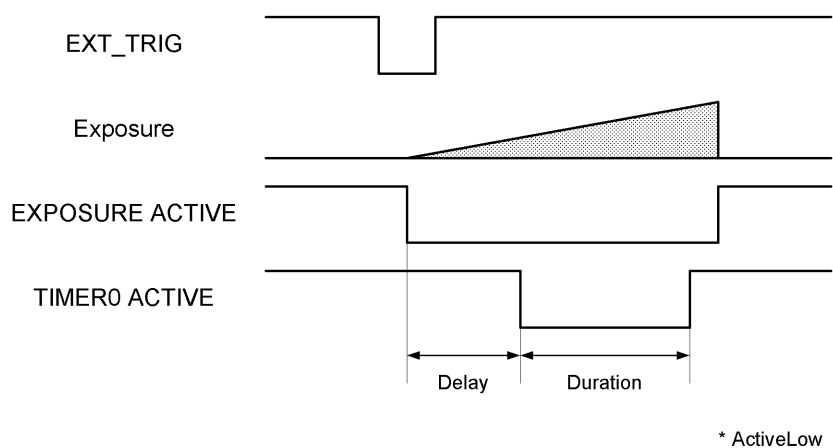 EXT_TRIG
Exposure
EXPOSURE ACTIVE
TIMER0 ACTIVE
Delay
Duration
* ActiveLow